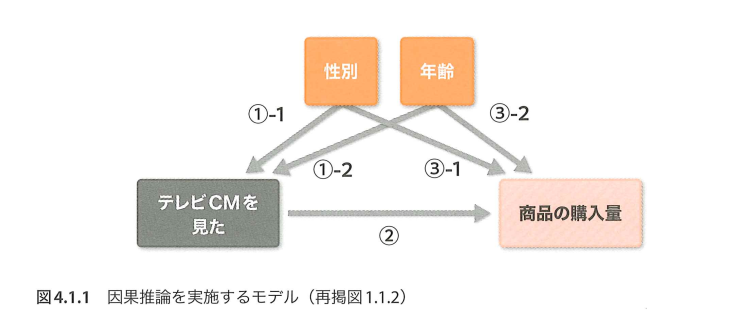 性別 年齢
①-1 ③-2
①-2 ③-1
テレビCMを
見た
商品の購入量
②
図4.1.1 因果推論を実施するモデル（再掲図1.1.2）